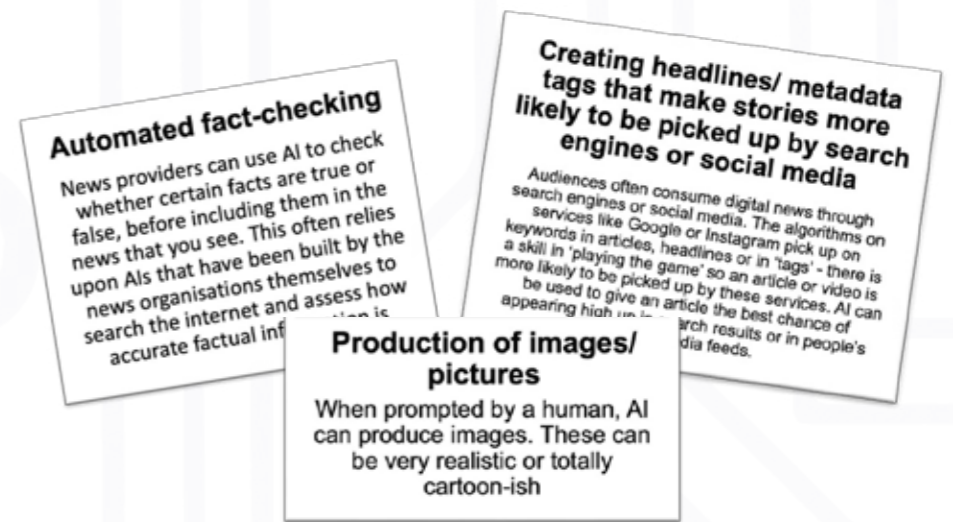 Automated fact-checking
News providers can use AI to check
whether certain facts are true or
false, before including them in the
news that you see. This often relies
upon AIs that have been built by the
news organisations themselves to
search the internet and assess how
accurate factual inf is
Creating headlines/ metadata
tags that make stories more
likely to be picked up by search
engines or social media
Audiences often consume digital news through
search engines or social media. The algorithms on
services like Google or Instagram pick up on
keywords in articles, headlines or in 'tags' - there is
a skill in 'playing the game' so an article or video is
more likely to be picked up by these services. AI can
be used to give an article the best chance of
appearing high up in arch results or in people's
dia feeds.
Production of images/
pictures
When prompted by a human, AI
can produce images. These can
be very realistic or totally
cartoon-ish